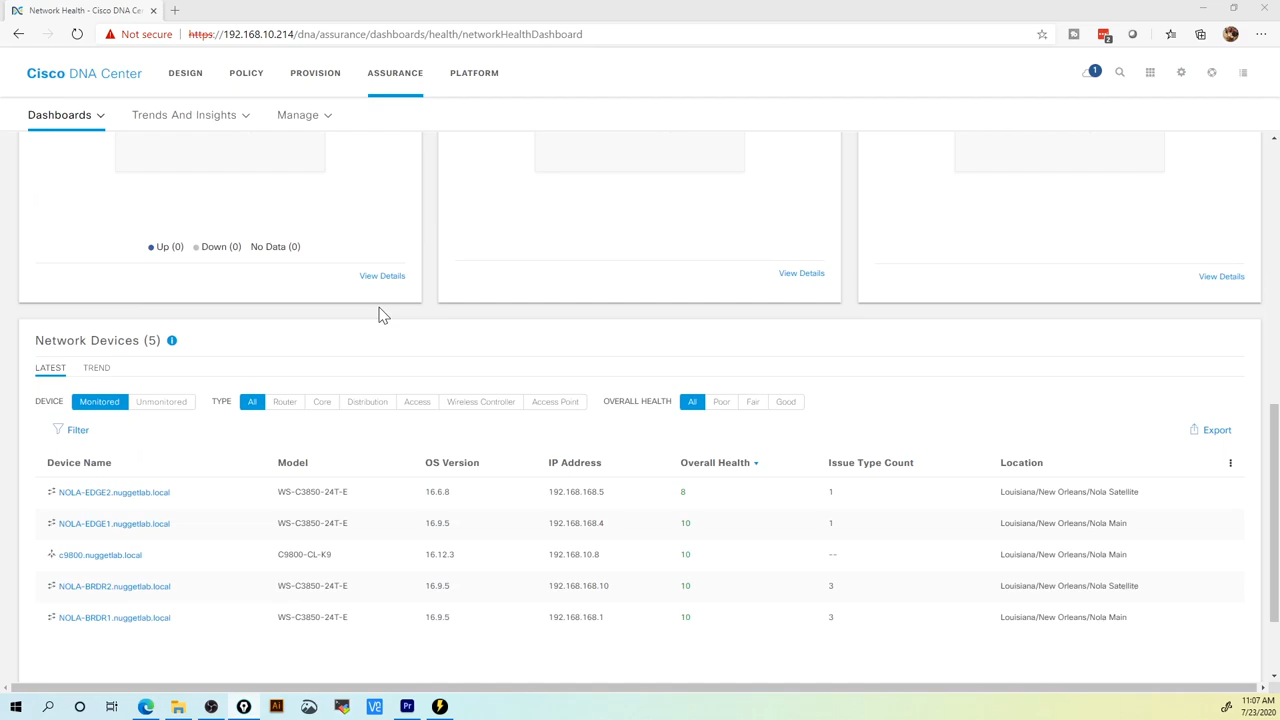 Network Health - Cisco DNA Ce
Not secure | https://192.168.10.214/dna/assurance/dashboards/health/networkHealthDashboard
2
Cisco DNA Center DESIGN POLICY PROVISION ASSURANCE PLATFORM 1
Dashboards Trends And Insights Manage
Up (0) Down (0) No Data (0)
View Details View Details View Details
Network Devices (5) i
LATEST TREND
DEVICE Monitored Unmonitored TYPE All Router Core Distribution Access Wireless Controller Access Point OVERALL HEALTH All Poor Fair Good
Filter Export
Device Name Model OS Version IP Address Overall Health Issue Type Count Location
NOLA-EDGE2.nuggetlab.local WS-C3850-24T-E 16.6.8 192.168.168.5 8 1 Louisiana/New Orleans/Nola Satellite
NOLA-EDGE1.nuggetlab.local WS-C3850-24T-E 16.9.5 192.168.168.4 10 1 Louisiana/New Orleans/Nola Main
c9800.nuggetlab.local C9800-CL-K9 16.12.3 192.168.10.8 10 -- Louisiana/New Orleans/Nola Main
NOLA-BRDR2.nuggetlab.local WS-C3850-24T-E 16.9.5 192.168.168.10 10 3 Louisiana/New Orleans/Nola Satellite
NOLA-BRDR1.nuggetlab.local WS-C3850-24T-E 16.9.5 192.168.168.1 10 3 Louisiana/New Orleans/Nola Main
Ai Pr
11:07 AM
7/23/2020